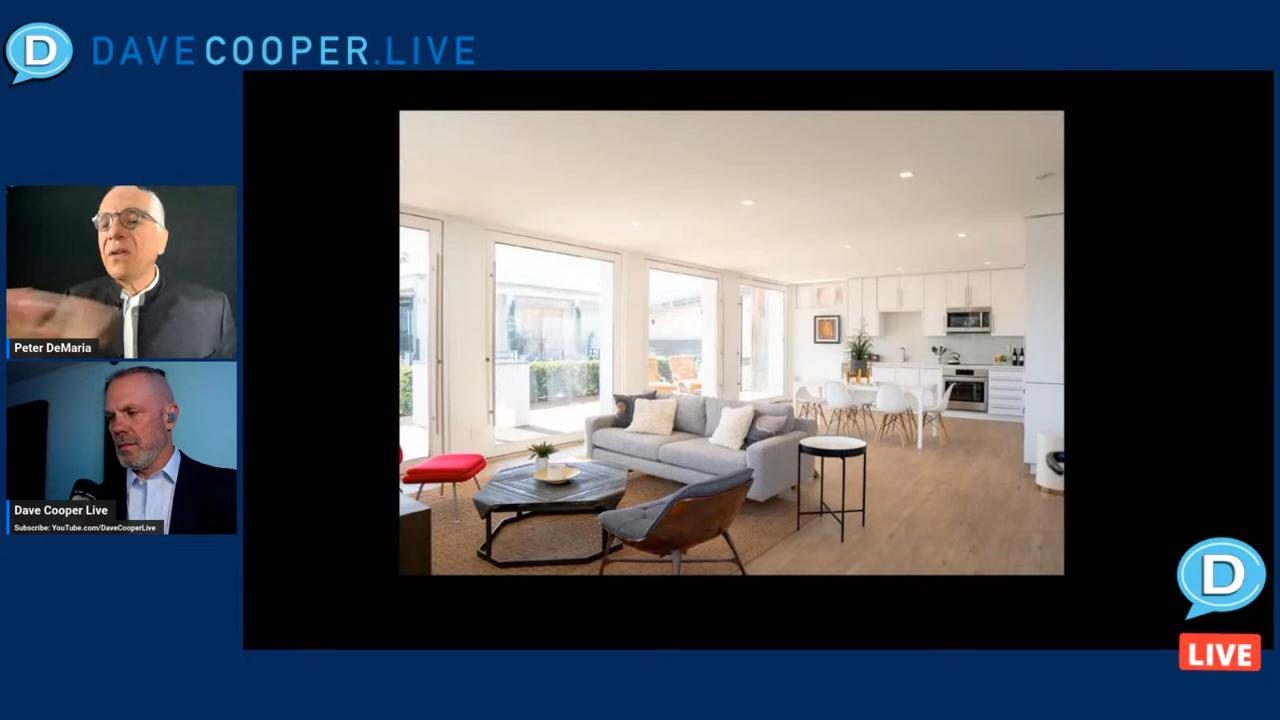 D DAVECOOPER.LIVE
Peter DeMaria
Dave Cooper Live
Subscribe: YouTube.com/DaveCooperLive
D
LIVE